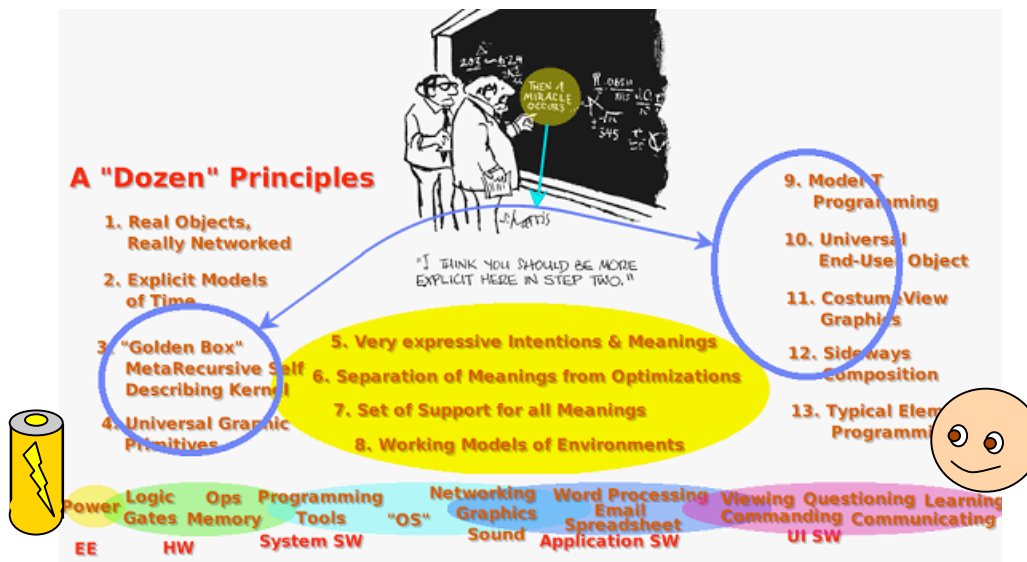 THEN A
MIRACLE
OCCURS
A "Dozen" Principles
1. Real Objects,
Really Networked
2. Explicit Models
of Time
3. "Golden Box"
MetaRecursive Self
Describing Kernel
4. Universal Graphic
Primitives
"I THINK YOU SHOULD BE MORE
EXPLICIT HERE IN STEP TWO."
5. Very expressive Intentions & Meanings
6. Separation of Meanings from Optimizations
7. Set of Support for all Meanings
8. Working Models of Environments
9. Model T
Programming
10. Universal
End-User Object
11. Costume/View
Graphics
12. Sideways
Composition
13. Typical Elem
Programmi
Power
Logic
Gates
Ops
Memory
Programming
Tools
"OS"
Networking
Graphics
Sound
Word Processing
Email
Spreadsheet
Viewing Questioning Learning
Commanding Communicating
EE
HW
System SW
Application SW
UI SW